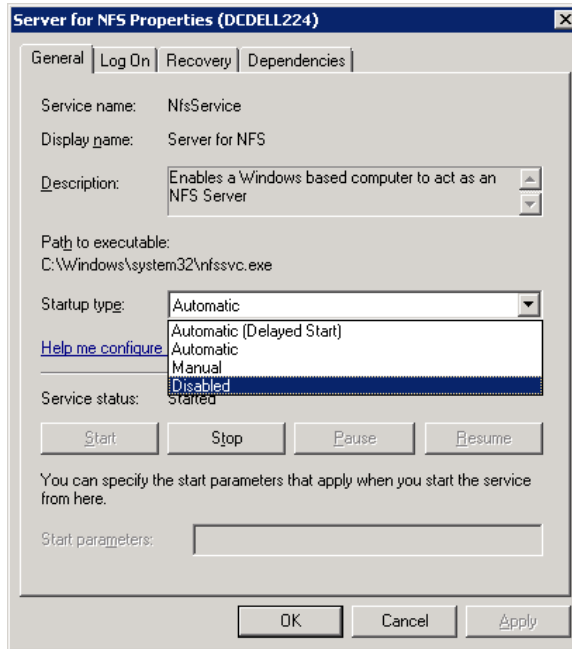 Server for NFS Properties (DCDELL224)
General Log On Recovery Dependencies
Service name: NfsService
Display name: Server for NFS
Description: Enables a Windows based computer to act as an
NFS Server
Path to executable:
C:\Windows\system32\nfssvc.exe
Startup type: Automatic
Automatic (Delayed Start)
Help me configure Automatic
Manual
Disabled
Service status: Started
Start Stop Pause Resume
You can specify the start parameters that apply when you start the service
from here.
Start parameters:
OK Cancel Apply